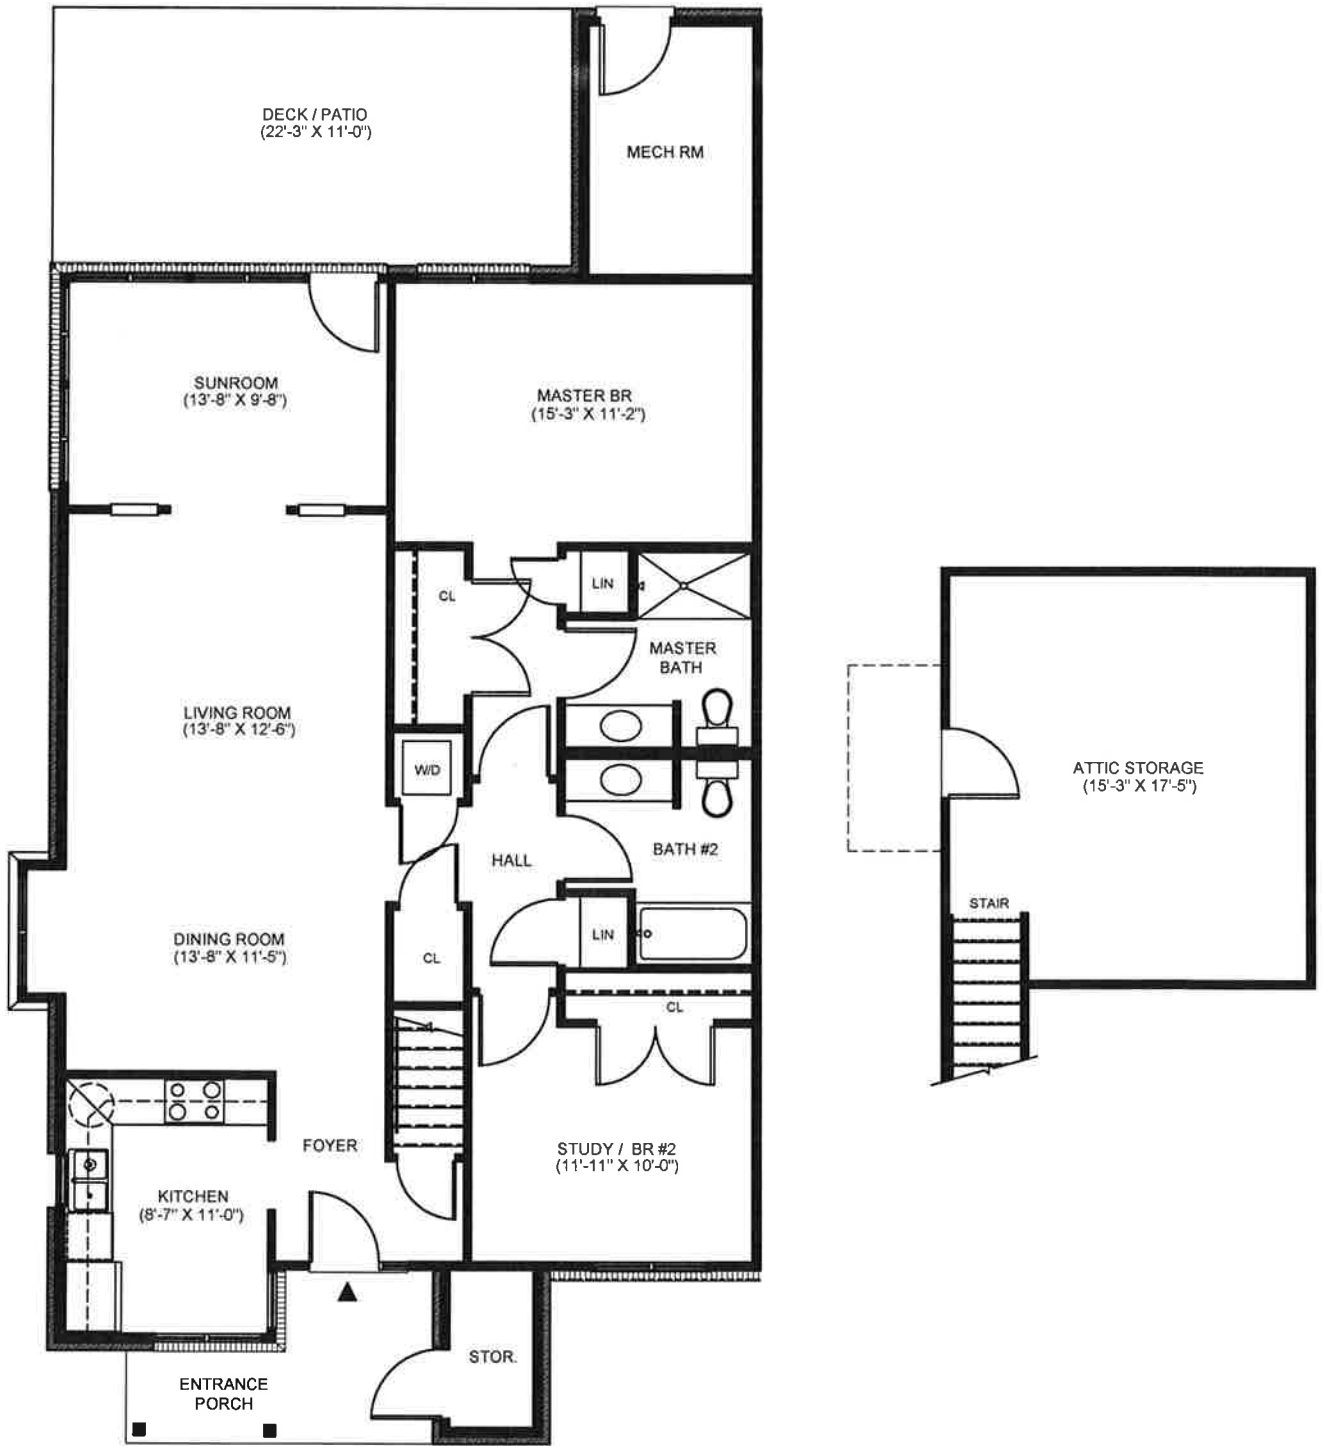 DECK / PATIO
(22'-3" X 11'-0")
MECH RM
SUNROOM
(13'-8" X 9'-8")
MASTER BR
(15'-3" X 11'-2")
CL
LIN
MASTER
BATH
LIVING ROOM
(13'-8" X 12'-6")
W/D
HALL
BATH #2
DINING ROOM
(13'-8" X 11'-5")
CL
LIN
CL
FOYER
STUDY / BR #2
(11'-11" X 10'-0")
KITCHEN
(8'-7" X 11'-0")
STOR.
ENTRANCE
PORCH
ATTIC STORAGE
(15'-3" X 17'-5")
STAIR